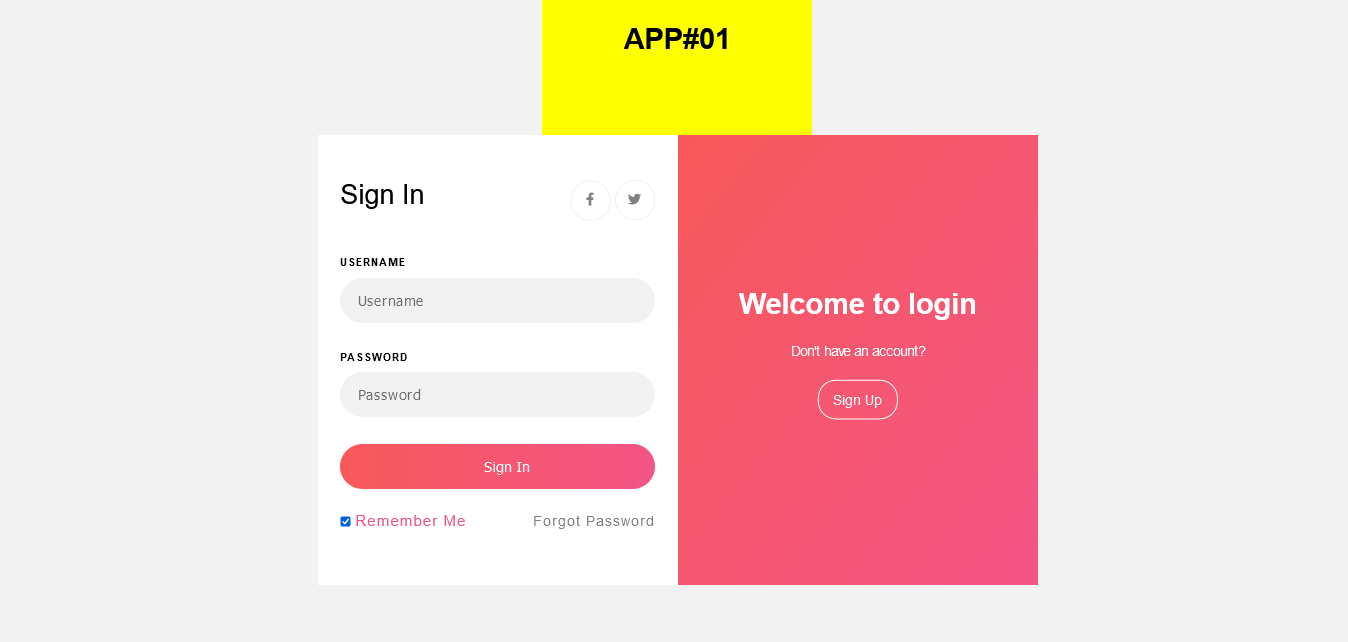 APP#01
Sign In
USERNAME
Username
PASSWORD
Password
Sign In
Remember Me
Forgot Password
Welcome to login
Don't have an account?
Sign Up